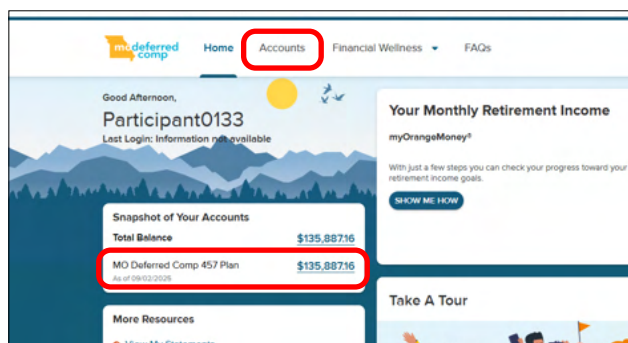 mo deferred comp
Home
Accounts
Financial Wellness
FAQs
Good Afternoon,
Participant0133
Last Login: Information not available
Snapshot of Your Accounts
Total Balance $135,887.16
MO Deferred Comp 457 Plan $135,887.16
As of 09/02/2025
More Resources
View My Statements
Your Monthly Retirement Income
myOrangeMoney®
With just a few steps you can check your progress toward your
retirement income goals.
SHOW ME HOW
Take A Tour